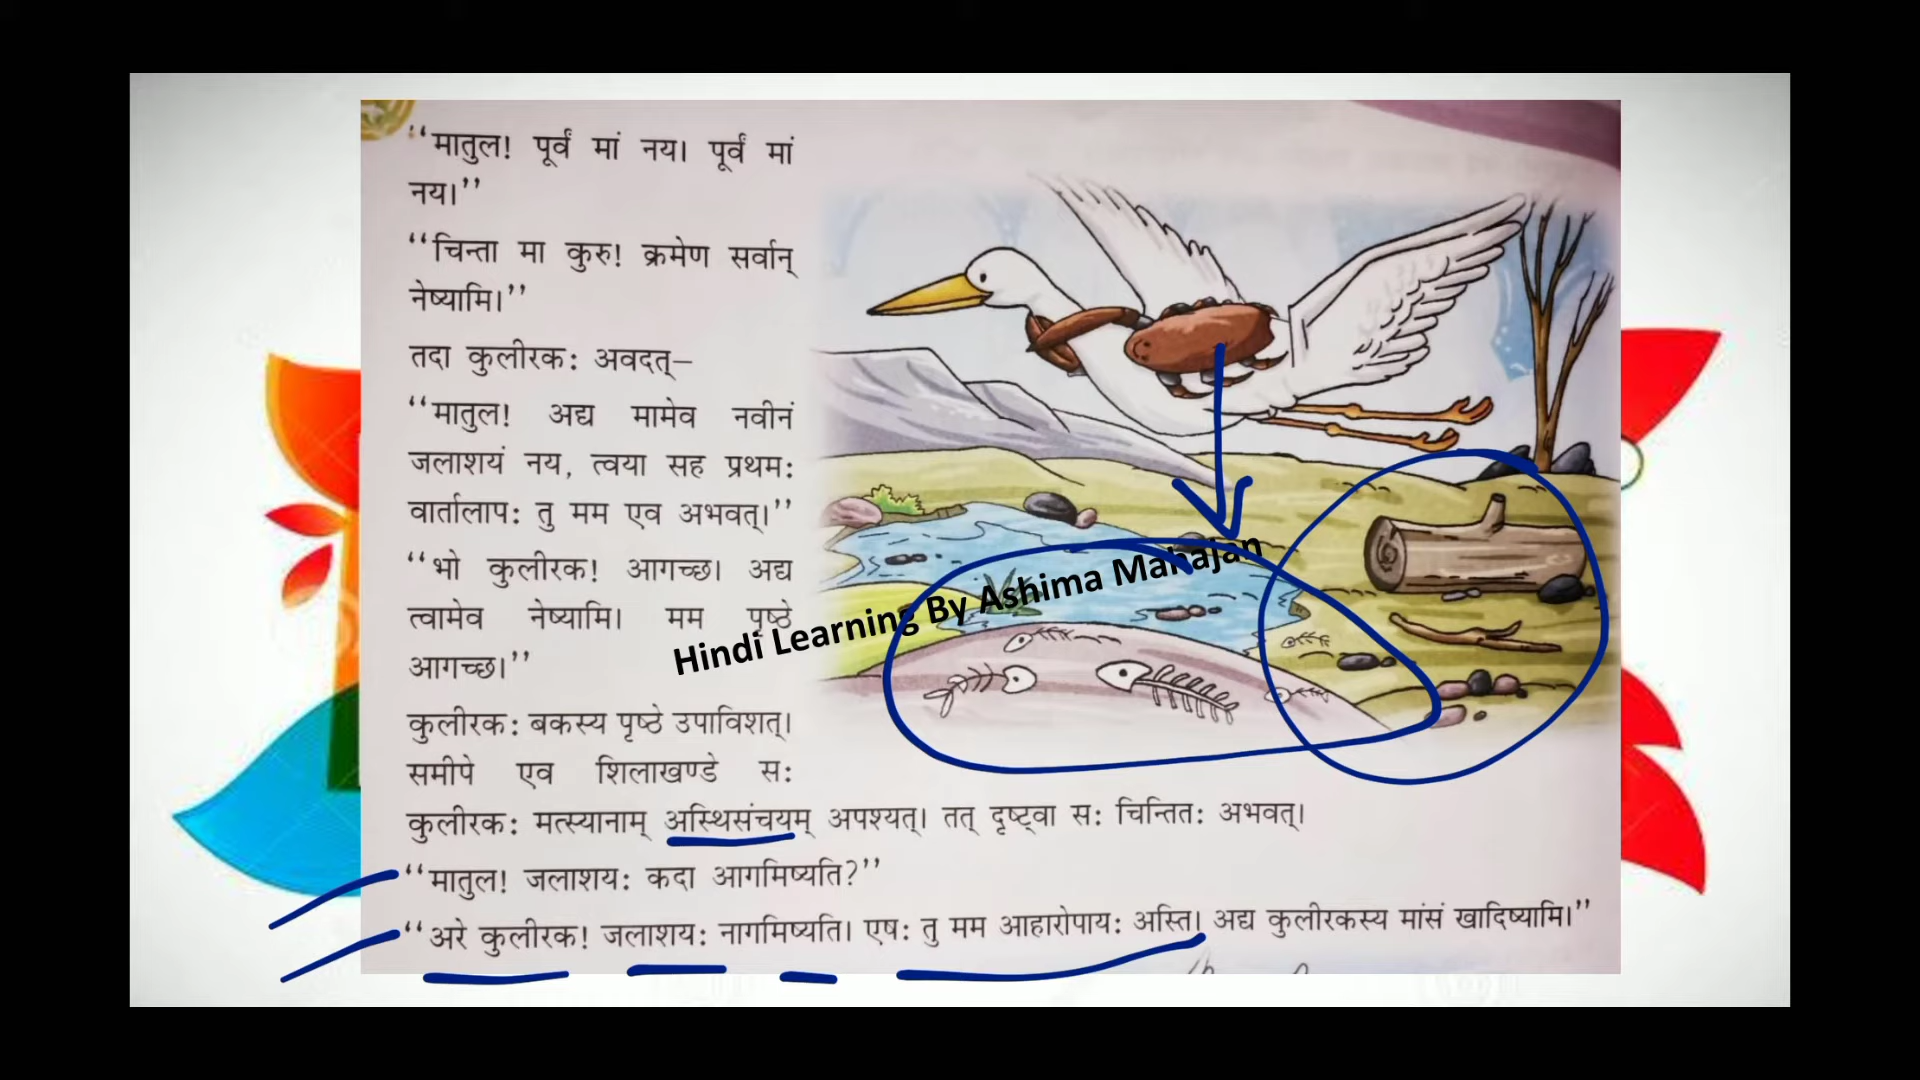 “मातुल! पूर्वं मां नय। पूर्वं मां
नय।”
“चिन्ता मा कुरु! क्रमेण सर्वान्
नेष्यामि।”
तदा कुलीरकः अवदत्–
“मातुल! अद्य मामेव नवीनं
जलाशयं नय, त्वया सह प्रथमः
वार्तालापः तु मम एव अभवत्।”
“भो कुलीरक! आगच्छ। अद्य
त्वामेव नेष्यामि। मम पृष्ठे
आगच्छ।”
कुलीरकः बकस्य पृष्ठे उपाविशत्।
समीपे एव शिलाखण्डे सः
कुलीरकः मत्स्यानाम् अस्थिसंचयम् अपश्यत्। तत् दृष्ट्वा सः चिन्तितः अभवत्।
“मातुल! जलाशयः कदा आगमिष्यति?”
“अरे कुलीरक! जलाशयः नागमिष्यति। एषः तु मम आहारोपायः अस्ति। अद्य कुलीरकस्य मांसं खादिष्यामि।”
Hindi Learning By Ashima Mahajan